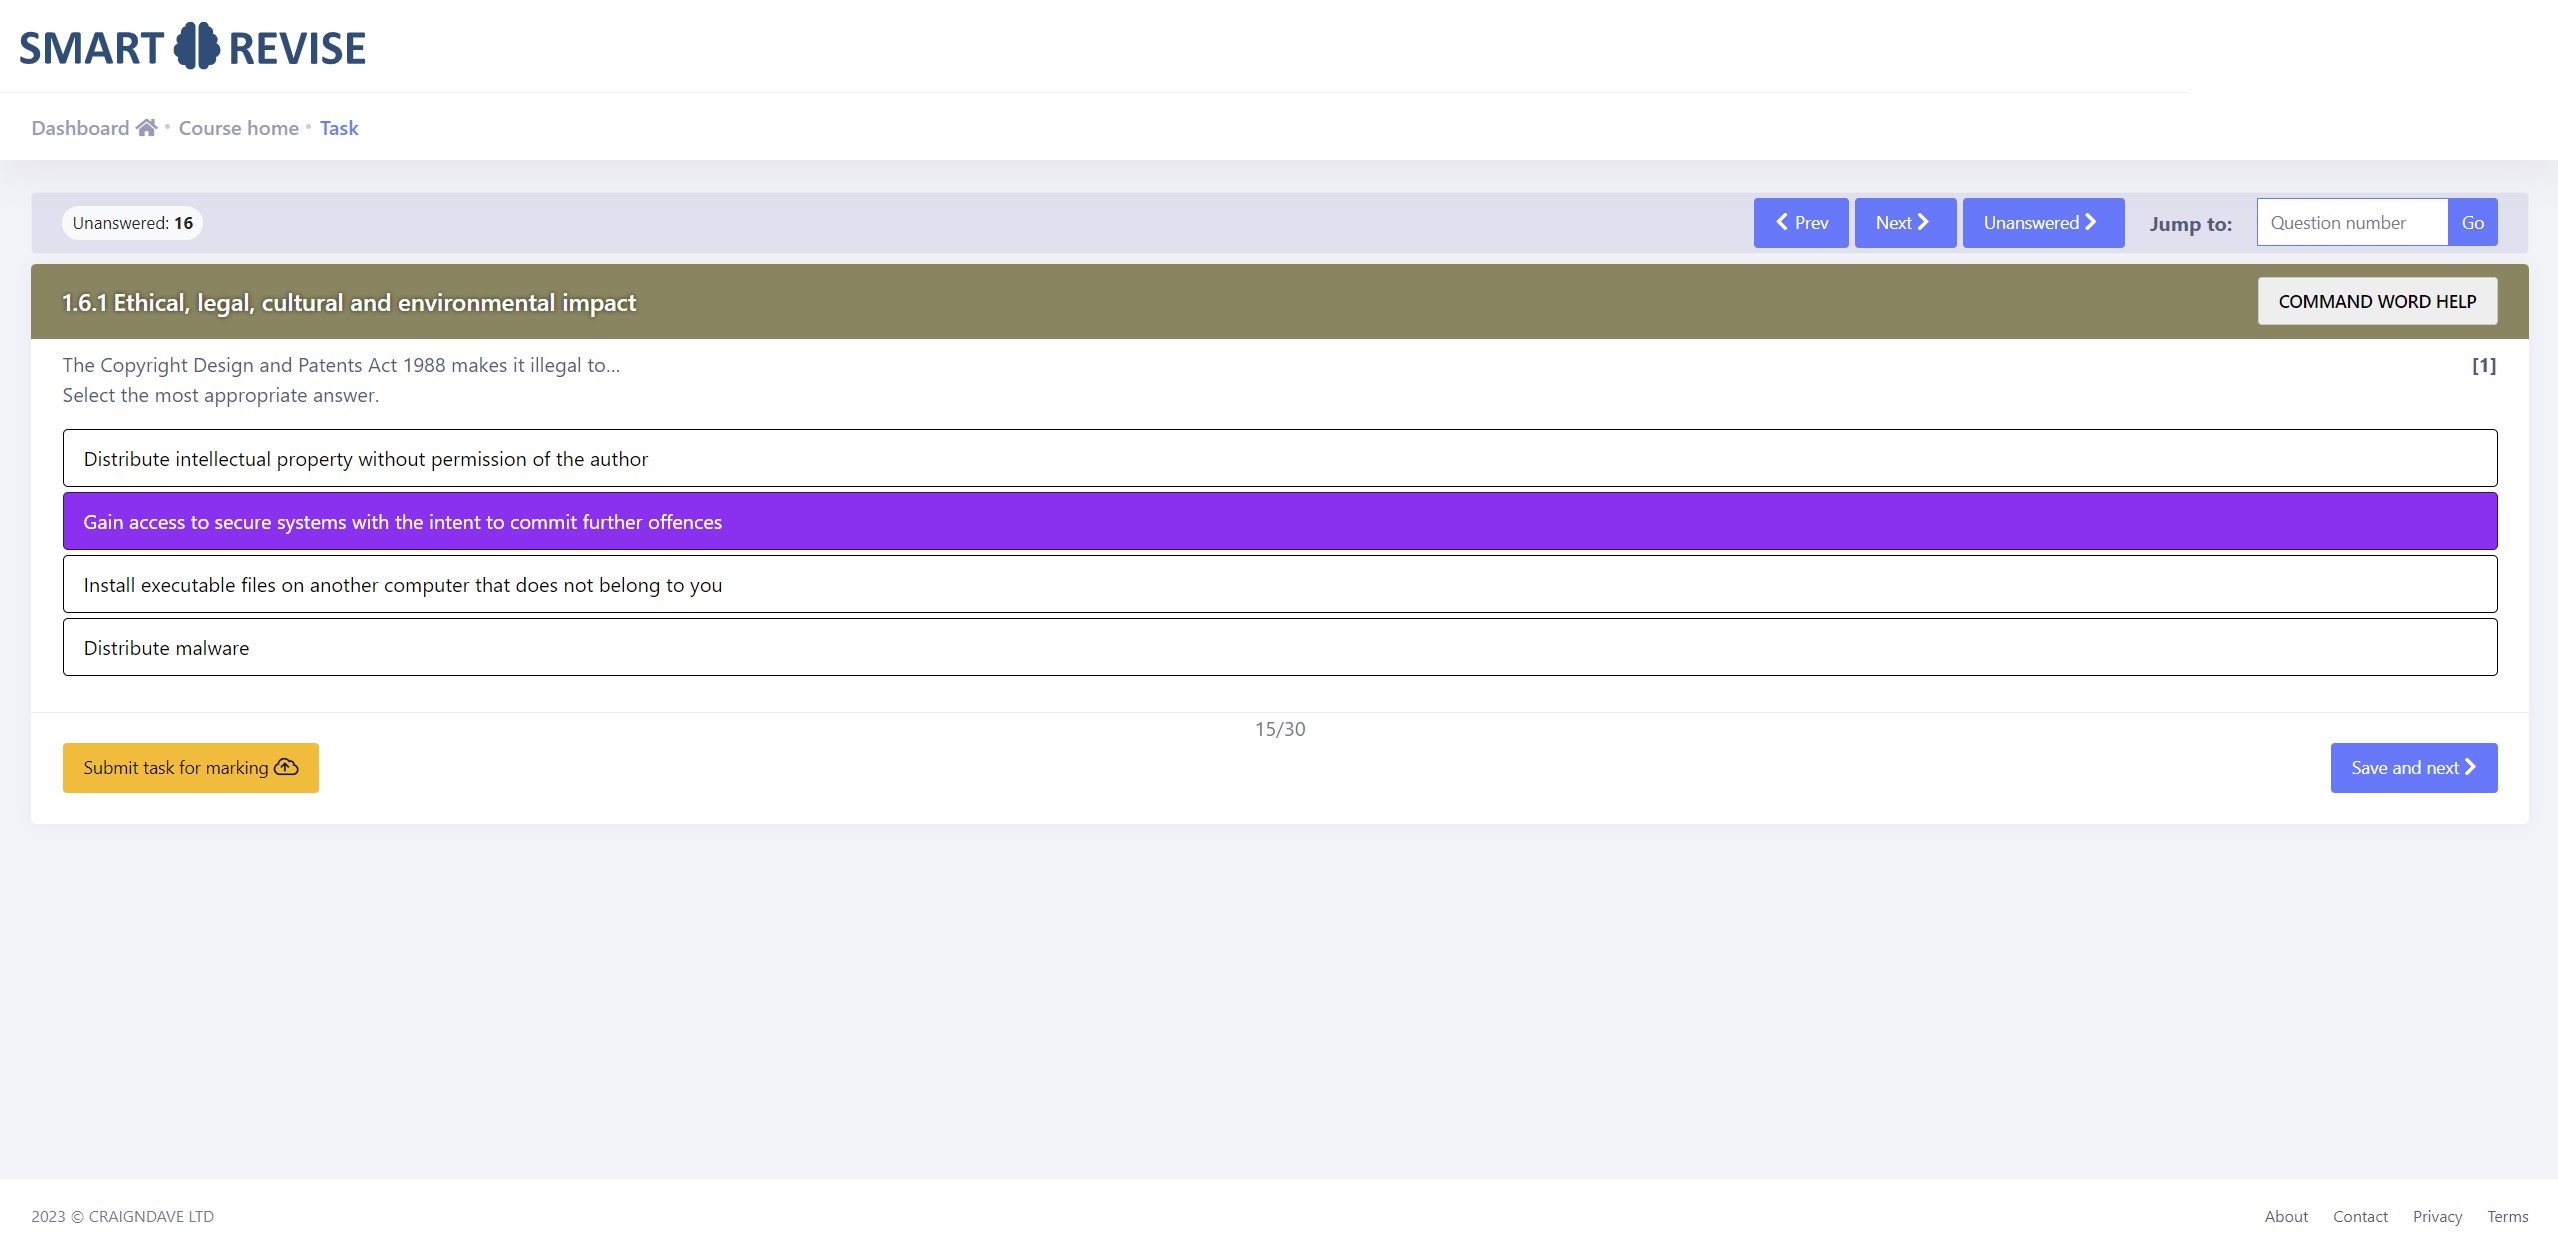 SMART REVISE
Dashboard • Course home • Task
Unanswered: 16
Prev
Next
Unanswered
Jump to:
Question number
Go
1.6.1 Ethical, legal, cultural and environmental impact
COMMAND WORD HELP
The Copyright Design and Patents Act 1988 makes it illegal to...
[1]
Select the most appropriate answer.
Distribute intellectual property without permission of the author
Gain access to secure systems with the intent to commit further offences
Install executable files on another computer that does not belong to you
Distribute malware
15/30
Submit task for marking
Save and next
2023 © CRAIGNDAVE LTD
About Contact Privacy Terms